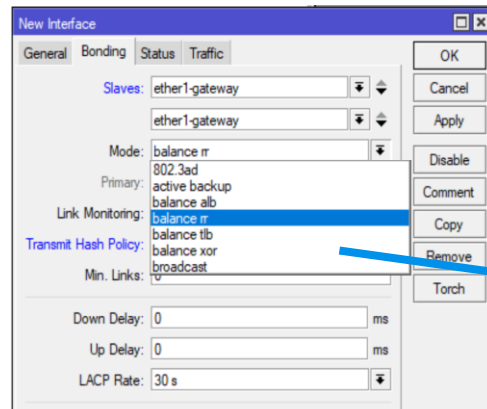 New Interface
General Bonding Status Traffic
OK
Slaves: ether1-gateway
Cancel
ether1-gateway
Apply
Mode: balance rr
Disable
802.3ad
Primary: active backup
Comment
balance alb
Link Monitoring: balance rr
Copy
balance tlb
Transmit Hash Policy: balance xor
Remove
broadcast
Min. Links: 0
Torch
Down Delay: 0 ms
Up Delay: 0 ms
LACP Rate: 30 s